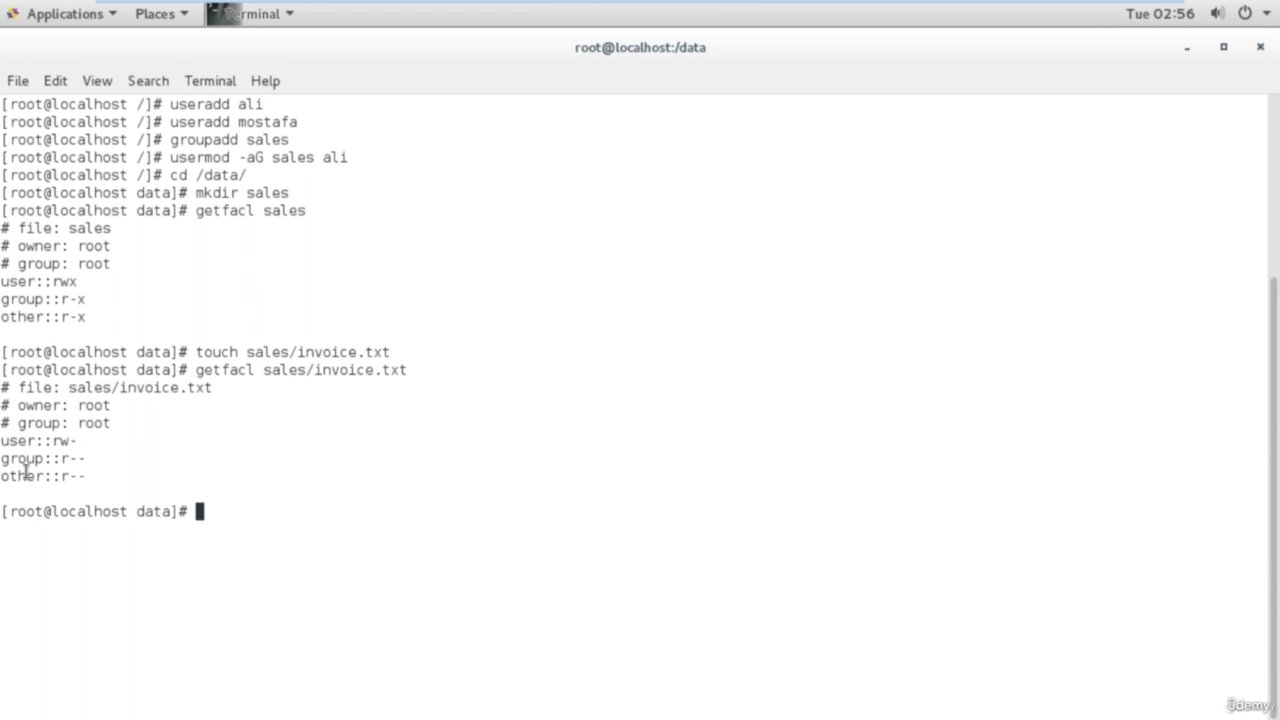 Applications Places Terminal Tue 02:56
root@localhost:/data
File Edit View Search Terminal Help
[root@localhost /]# useradd ali
[root@localhost /]# useradd mostafa
[root@localhost /]# groupadd sales
[root@localhost /]# usermod -aG sales ali
[root@localhost /]# cd /data/
[root@localhost data]# mkdir sales
[root@localhost data]# getfacl sales
# file: sales
# owner: root
# group: root
user::rwx
group::r-x
other::r-x
[root@localhost data]# touch sales/invoice.txt
[root@localhost data]# getfacl sales/invoice.txt
# file: sales/invoice.txt
# owner: root
# group: root
user::rw-
group::r--
other::r--
[root@localhost data]#
ûdemy